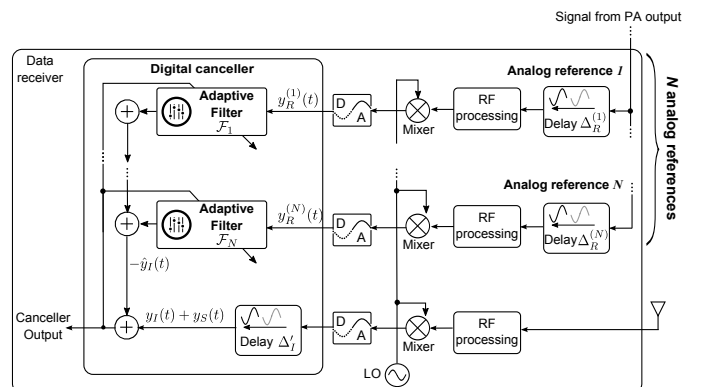 Signal from PA output
Data
receiver
Digital canceller
Analog reference 1
N analog references
Adaptive
Filter
F₁
y_R^{(1)}(t)
D
A
Mixer
RF
processing
Delay Δ_R^{(1)}
Analog reference N
Adaptive
Filter
F_N
y_R^{(N)}(t)
D
A
Mixer
RF
processing
Delay Δ_R^{(N)}
−ŷ_I(t)
Canceller
Output
y_I(t) + y_S(t)
Delay Δ′_I
D
A
Mixer
RF
processing
LO